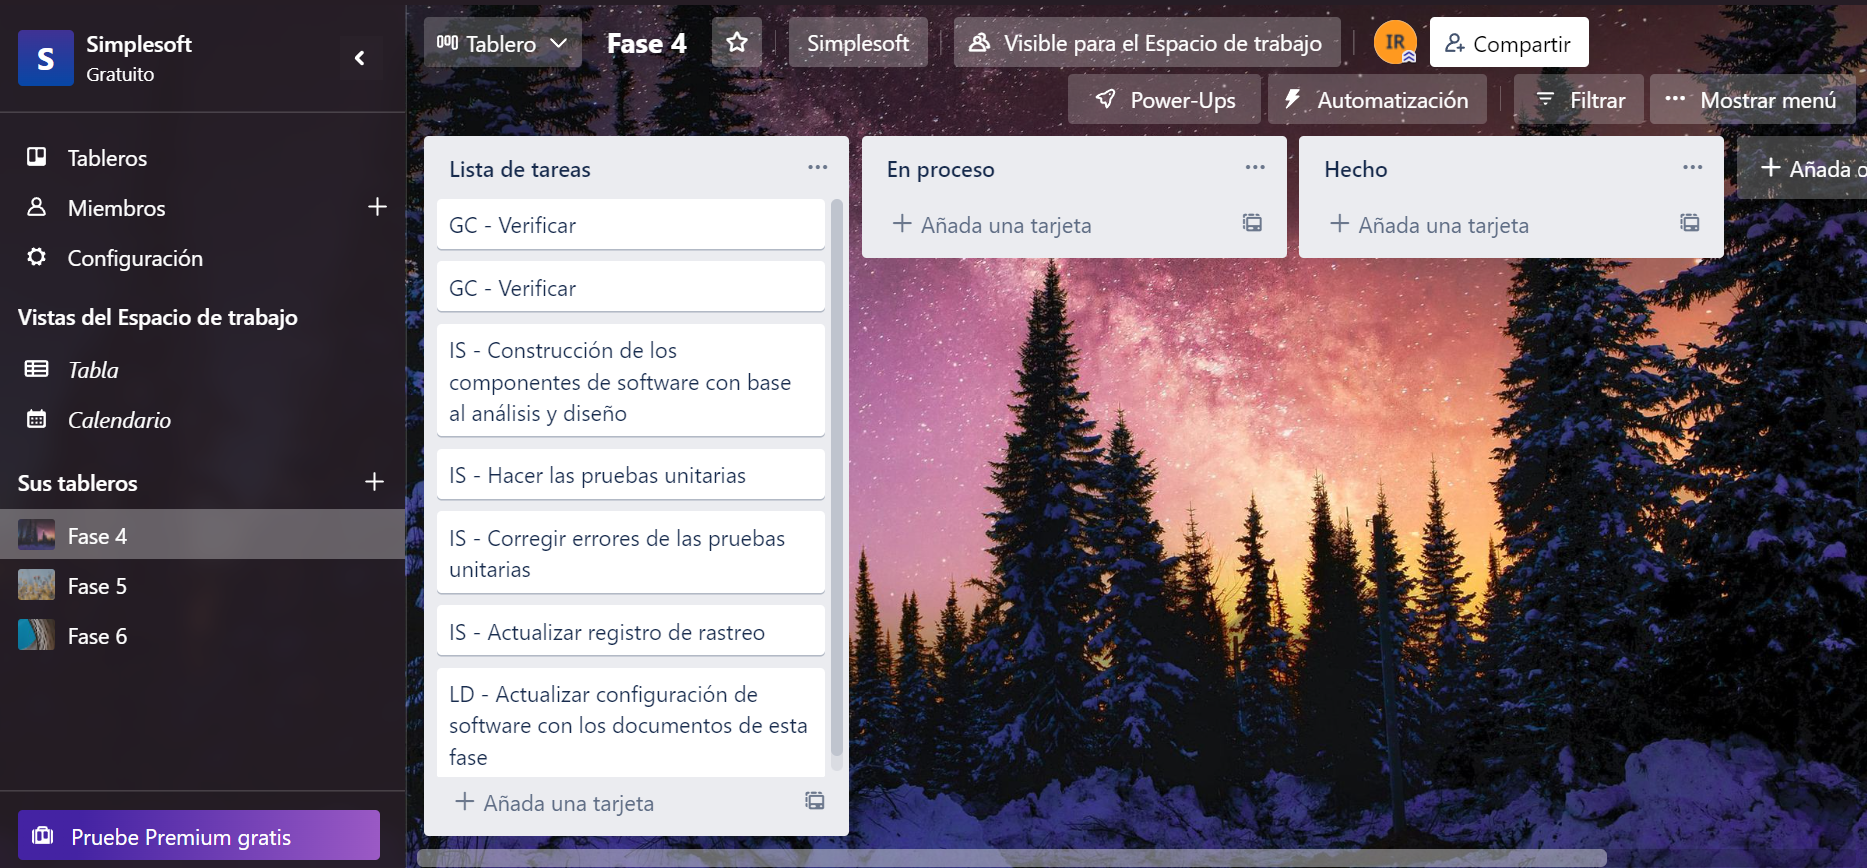 S
Simplesoft
Gratuito
Tableros
Miembros
Configuración
Vistas del Espacio de trabajo
Tabla
Calendario
Sus tableros
Fase 4
Fase 5
Fase 6
Pruebe Premium gratis
Tablero
Fase 4
Simplesoft
Visible para el Espacio de trabajo
IR
Compartir
Power-Ups
Automatización
Filtrar
Mostrar menú
Lista de tareas
GC - Verificar
GC - Verificar
IS - Construcción de los
componentes de software con base
al análisis y diseño
IS - Hacer las pruebas unitarias
IS - Corregir errores de las pruebas
unitarias
IS - Actualizar registro de rastreo
LD - Actualizar configuración de
software con los documentos de esta
fase
Añada una tarjeta
En proceso
Añada una tarjeta
Hecho
Añada una tarjeta
Añada o